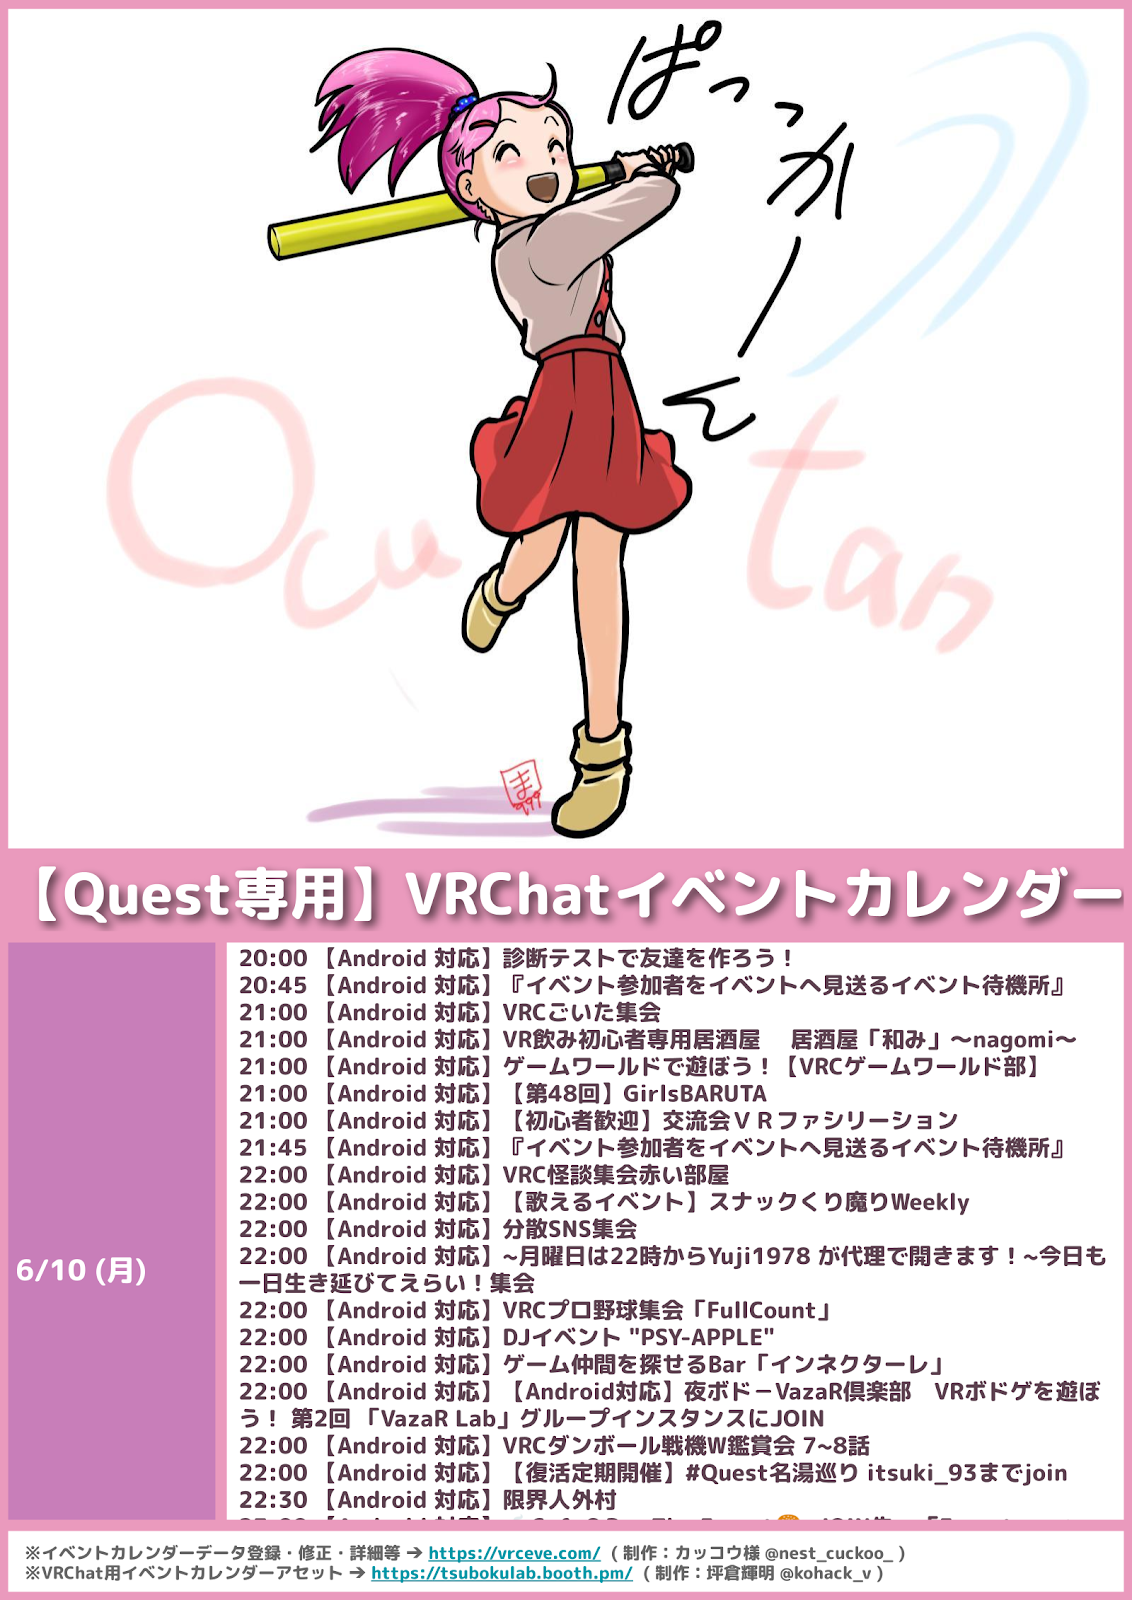 ぱっかーん
Ocu tan
ま
999
【Quest専用】VRChatイベントカレンダー
6/10 (月)
20:00 【Android 対応】診断テストで友達を作ろう！
20:45 【Android 対応】『イベント参加者をイベントへ見送るイベント待機所』
21:00 【Android 対応】VRCごいた集会
21:00 【Android 対応】VR飲み初心者専用居酒屋　居酒屋「和み」～nagomi～
21:00 【Android 対応】ゲームワールドで遊ぼう！【VRCゲームワールド部】
21:00 【Android 対応】【第48回】GirlsBARUTA
21:00 【Android 対応】【初心者歓迎】交流会ＶＲファシリーション
21:45 【Android 対応】『イベント参加者をイベントへ見送るイベント待機所』
22:00 【Android 対応】VRC怪談集会赤い部屋
22:00 【Android 対応】【歌えるイベント】スナックくり魔りWeekly
22:00 【Android 対応】分散SNS集会
22:00 【Android 対応】~月曜日は22時からYuji1978 が代理で開きます！~今日も
一日生き延びてえらい！集会
22:00 【Android 対応】VRCプロ野球集会「FullCount」
22:00 【Android 対応】DJイベント "PSY-APPLE"
22:00 【Android 対応】ゲーム仲間を探せるBar「インネクターレ」
22:00 【Android 対応】【Android対応】夜ボド－VazaR倶楽部　VRボドゲを遊ぼ
う！ 第2回 「VazaR Lab」グループインスタンスにJOIN
22:00 【Android 対応】VRCダンボール戦機W鑑賞会 7~8話
22:00 【Android 対応】【復活定期開催】#Quest名湯巡り itsuki_93までjoin
22:30 【Android 対応】限界人外村
※イベントカレンダーデータ登録・修正・詳細等 ➔ https://vrceve.com/ ( 制作：カッコウ様 @nest_cuckoo_ )
※VRChat用イベントカレンダーアセット ➔ https://tsubokulab.booth.pm/ ( 制作：坪倉輝明 @kohack_v )